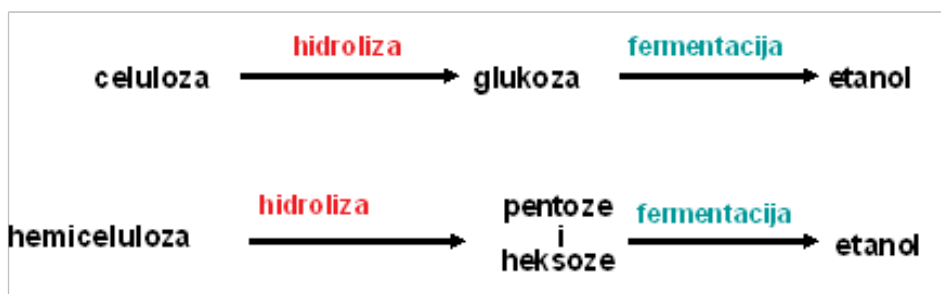 hidroliza fermentacija
celuloza glukoza etanol
hidroliza pentoze fermentacija
hemiceluloza i etanol
heksoze